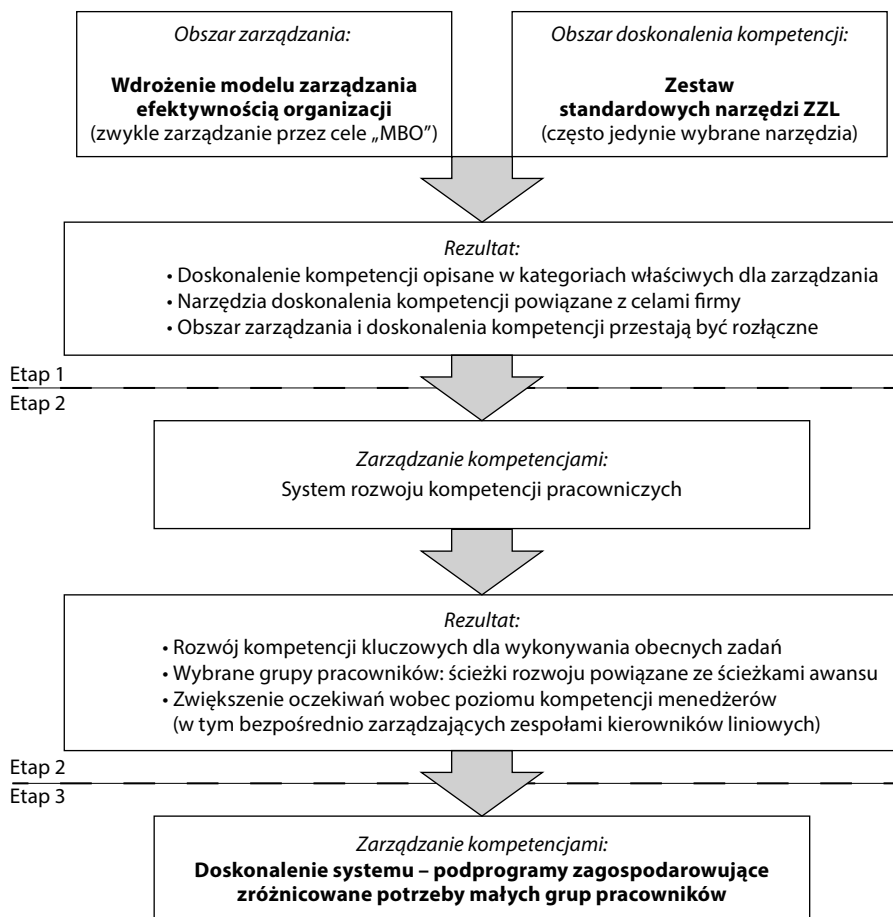 Obszar zarządzania:
Wdrożenie modelu zarządzania
efektywnością organizacji
(zwykle zarządzanie przez cele „MBO”)
Obszar doskonalenia kompetencji:
Zestaw
standardowych narzędzi ZZL
(często jedynie wybrane narzędzia)
Rezultat:
• Doskonalenie kompetencji opisane w kategoriach właściwych dla zarządzania
• Narzędzia doskonalenia kompetencji powiązane z celami firmy
• Obszar zarządzania i doskonalenia kompetencji przestają być rozłączne
Etap 1
Etap 2
Zarządzanie kompetencjami:
System rozwoju kompetencji pracowniczych
Rezultat:
• Rozwój kompetencji kluczowych dla wykonywania obecnych zadań
• Wybrane grupy pracowników: ścieżki rozwoju powiązane ze ścieżkami awansu
• Zwiększenie oczekiwań wobec poziomu kompetencji menedżerów
(w tym bezpośrednio zarządzających zespołami kierowników liniowych)
Etap 2
Etap 3
Zarządzanie kompetencjami:
Doskonalenie systemu – podprogramy zagospodarowujące
zróżnicowane potrzeby małych grup pracowników